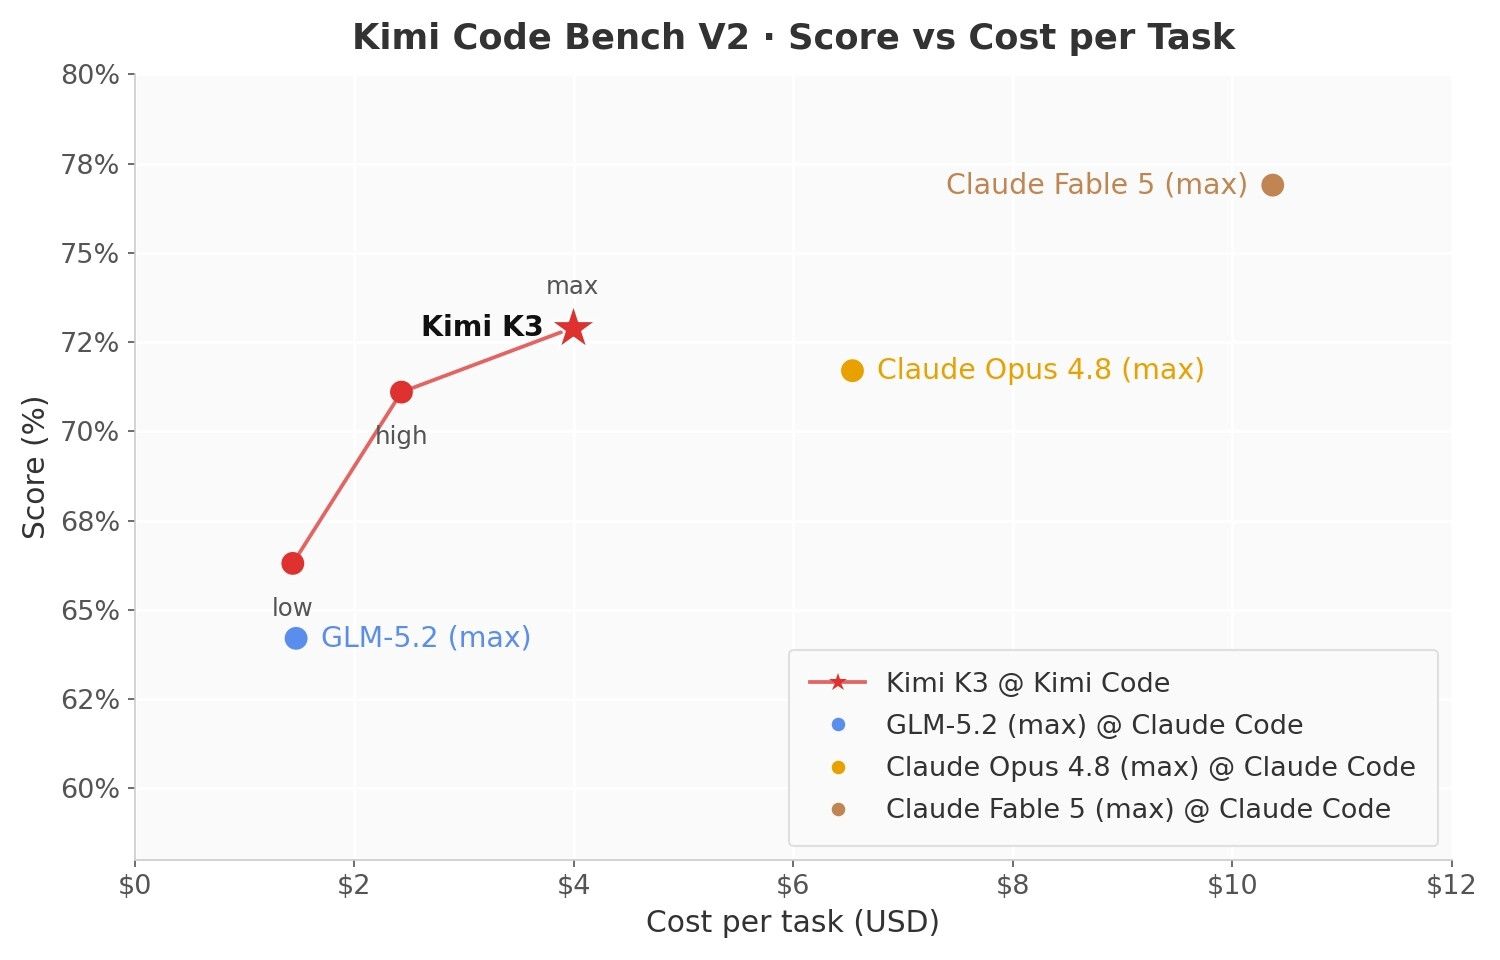 Kimi Code Bench V2 · Score vs Cost per Task
80%
78%
75%
72%
70%
68%
65%
62%
60%
Score (%)
Claude Fable 5 (max)
max
Kimi K3
Claude Opus 4.8 (max)
high
low
GLM-5.2 (max)
Kimi K3 @ Kimi Code
GLM-5.2 (max) @ Claude Code
Claude Opus 4.8 (max) @ Claude Code
Claude Fable 5 (max) @ Claude Code
$0 $2 $4 $6 $8 $10 $12
Cost per task (USD)